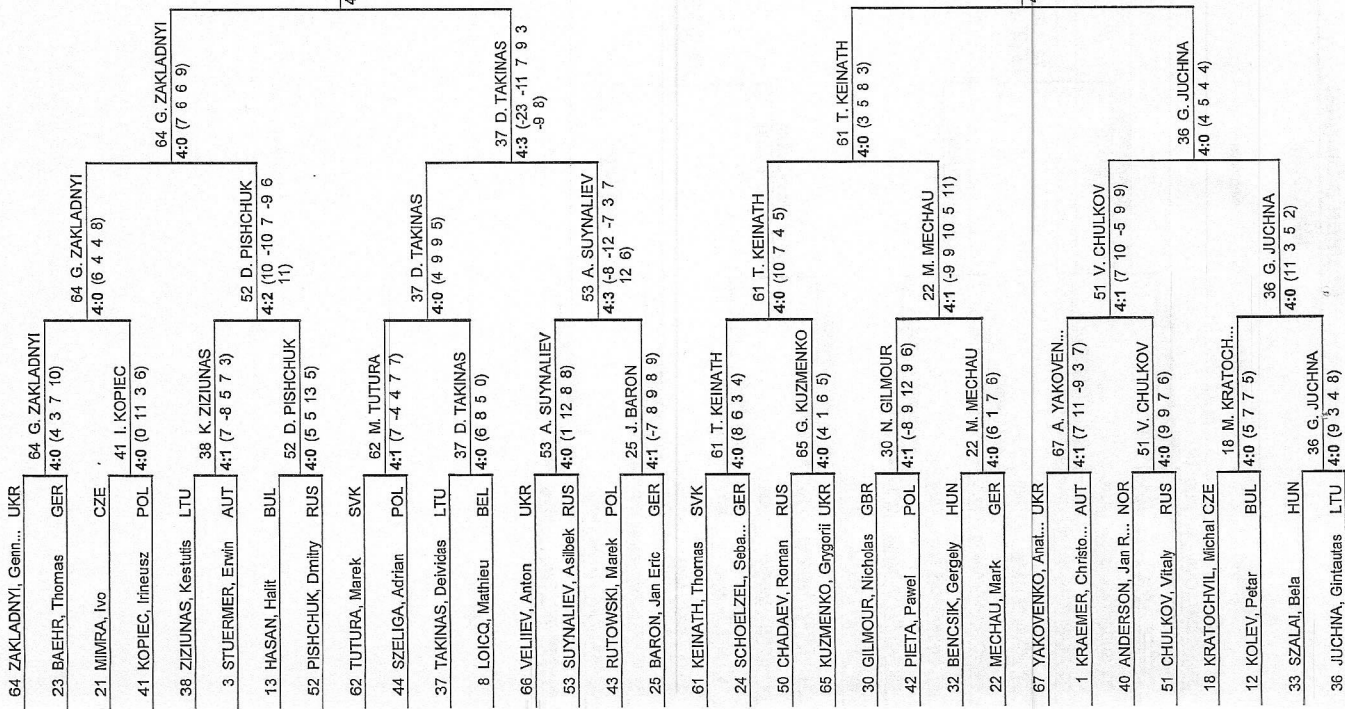 64 ZAKLADNYI, Genn... UKR
23 BAEHR, Thomas GER
21 MIMRA, Ivo CZE
41 KOPIEC, Irineusz POL
38 ZIZIUNAS, Kestutis LTU
3 STUERMER, Erwin AUT
13 HASAN, Halit BUL
52 PISHCHUK, Dmitry RUS
62 TUTURA, Marek SVK
44 SZELIGA, Adrian POL
37 TAKINAS, Deividas LTU
8 LOICQ, Mathieu BEL
66 VELIIEV, Anton UKR
53 SUYNALIEV, Asilbek RUS
43 RUTOWSKI, Marek POL
25 BARON, Jan Eric GER
61 KEINATH, Thomas SVK
24 SCHOELZEL, Seba... GER
50 CHADAEV, Roman RUS
65 KUZMENKO, Grygorii UKR
30 GILMOUR, Nicholas GBR
42 PIETA, Pawel POL
32 BENCSIK, Gergely HUN
22 MECHAU, Mark GER
67 YAKOVENKO, Anat... UKR
1 KRAEMER, Christo... AUT
40 ANDERSON, Jan R... NOR
51 CHULKOV, Vitaly RUS
18 KRATOCHVIL, Michal CZE
12 KOLEV, Petar BUL
33 SZALAI, Bela HUN
36 JUCHNA, Gintautas LTU
64 G. ZAKLADNYI
4:0 (4 3 7 10)
41 I. KOPIEC
4:0 (0 11 3 6)
38 K. ZIZIUNAS
4:1 (7 -8 5 7 3)
52 D. PISHCHUK
4:0 (5 5 13 5)
62 M. TUTURA
4:1 (7 -4 4 7 7)
37 D. TAKINAS
4:0 (6 8 5 0)
53 A. SUYNALIEV
4:0 (1 12 8 8)
25 J. BARON
4:1 (-7 8 9 8 9)
61 T. KEINATH
4:0 (8 6 3 4)
65 G. KUZMENKO
4:0 (4 1 6 5)
30 N. GILMOUR
4:1 (-8 9 12 9 6)
22 M. MECHAU
4:0 (6 1 7 6)
67 A. YAKOVEN...
4:1 (7 11 -9 3 7)
51 V. CHULKOV
4:0 (9 9 7 6)
18 M. KRATOCH...
4:0 (5 7 7 5)
36 G. JUCHNA
4:0 (9 3 4 8)
64 G. ZAKLADNYI
4:0 (6 4 4 8)
52 D. PISHCHUK
4:2 (10 -10 7 -9 6
11)
37 D. TAKINAS
4:0 (4 9 9 5)
53 A. SUYNALIEV
4:3 (-8 -12 -7 3 7
12 6)
61 T. KEINATH
4:0 (10 7 4 5)
22 M. MECHAU
4:1 (-9 9 10 5 11)
51 V. CHULKOV
4:1 (7 10 -5 9 9)
36 G. JUCHNA
4:0 (11 3 5 2)
64 G. ZAKLADNYI
4:0 (7 6 6 9)
37 D. TAKINAS
4:3 (-23 -11 7 9 3
-9 8)
61 T. KEINATH
4:0 (3 5 8 3)
36 G. JUCHNA
4:0 (4 5 4 4)